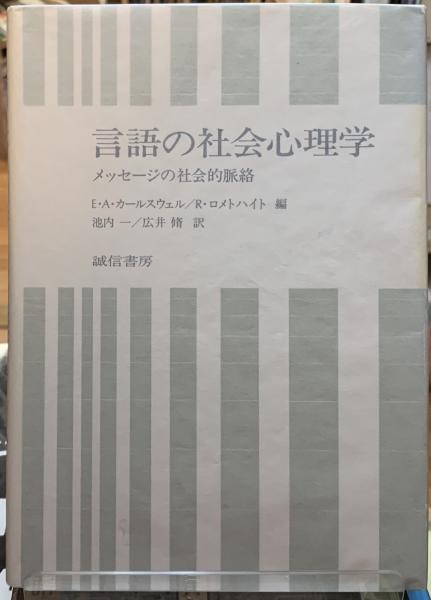 言語の社会心理学
メッセージの社会的脈絡
E・A・カールスウェル／R・ロメトハイト 編
池内 一／広井 脩 訳
誠信書房